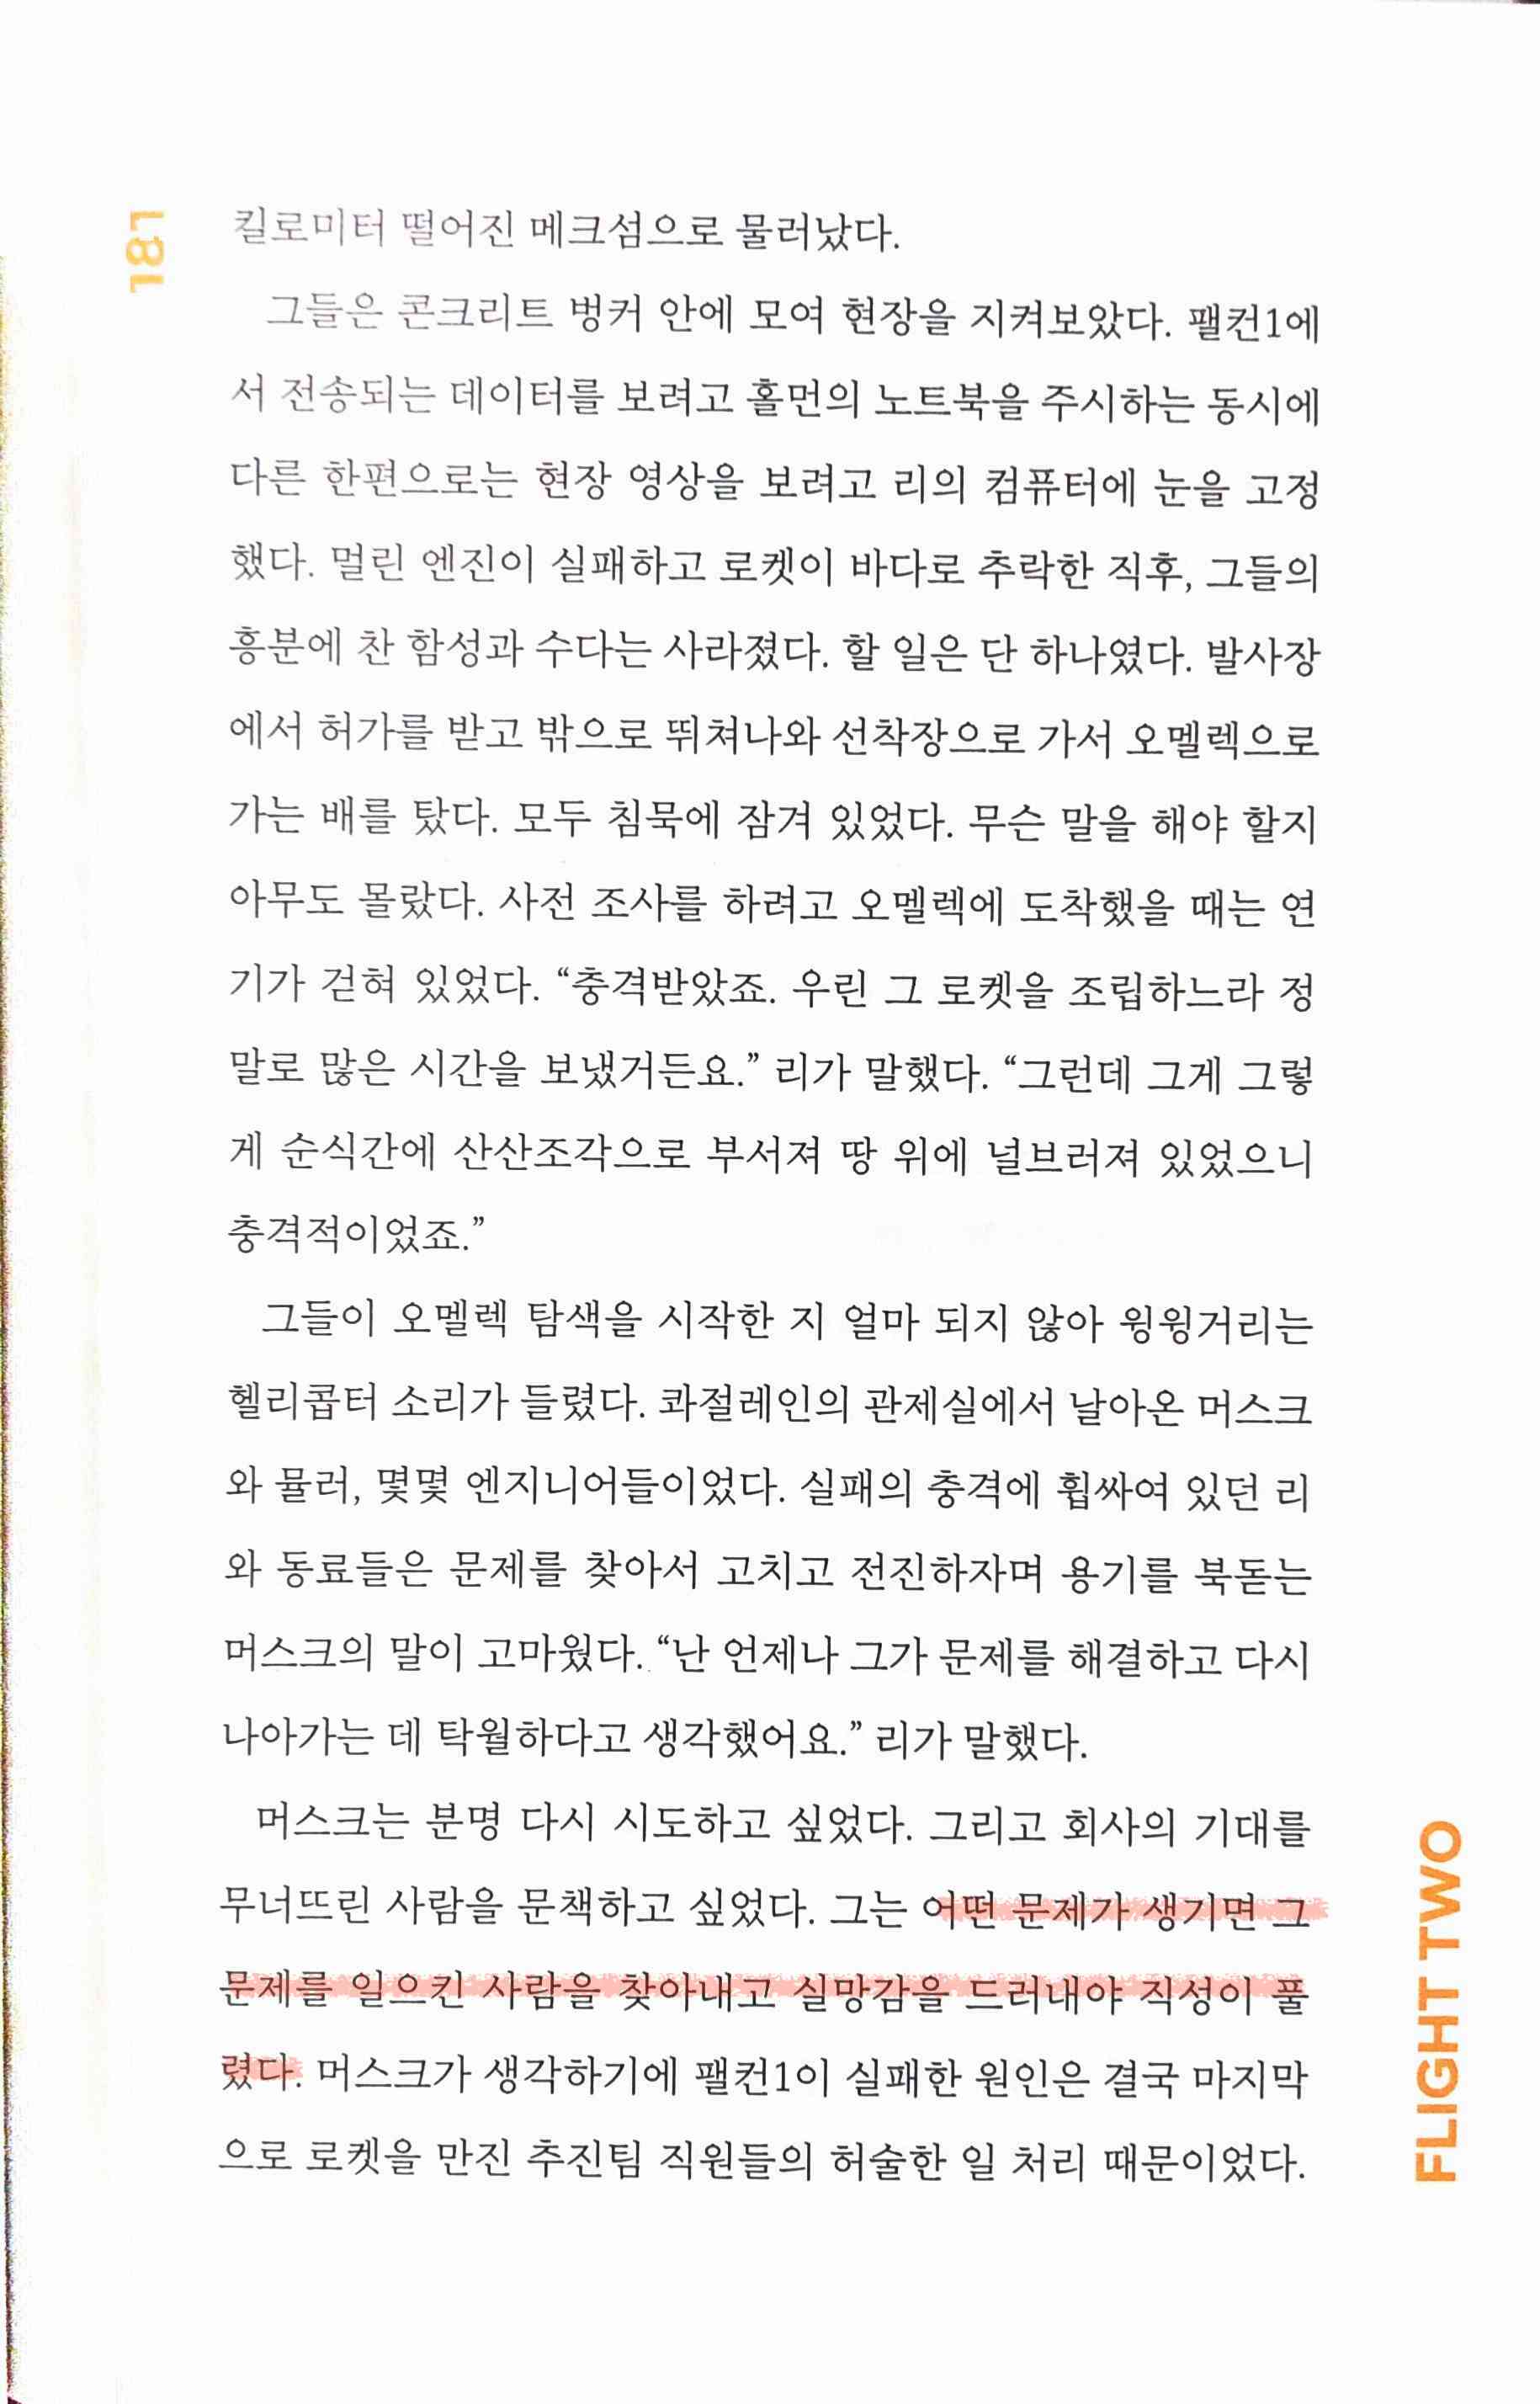 181
킬로미터 떨어진 메크섬으로 물러났다.
그들은 콘크리트 벙커 안에 모여 현장을 지켜보았다. 팰컨1에
서 전송되는 데이터를 보려고 홀먼의 노트북을 주시하는 동시에
다른 한편으로는 현장 영상을 보려고 리의 컴퓨터에 눈을 고정
했다. 멀린 엔진이 실패하고 로켓이 바다로 추락한 직후, 그들의
흥분에 찬 함성과 수다는 사라졌다. 할 일은 단 하나였다. 발사장
에서 허가를 받고 밖으로 뛰쳐나와 선착장으로 가서 오멜렉으로
가는 배를 탔다. 모두 침묵에 잠겨 있었다. 무슨 말을 해야 할지
아무도 몰랐다. 사전 조사를 하려고 오멜렉에 도착했을 때는 연
기가 걷혀 있었다. “충격받았죠. 우린 그 로켓을 조립하느라 정
말로 많은 시간을 보냈거든요.” 리가 말했다. “그런데 그게 그렇
게 순식간에 산산조각으로 부서져 땅 위에 널브러져 있었으니
충격적이었죠.”
그들이 오멜렉 탐색을 시작한 지 얼마 되지 않아 윙윙거리는
헬리콥터 소리가 들렸다. 콰절레인의 관제실에서 날아온 머스크
와 뮬러, 몇몇 엔지니어들이었다. 실패의 충격에 휩싸여 있던 리
와 동료들은 문제를 찾아서 고치고 전진하자며 용기를 북돋는
머스크의 말이 고마웠다. “난 언제나 그가 문제를 해결하고 다시
나아가는 데 탁월하다고 생각했어요.” 리가 말했다.
머스크는 분명 다시 시도하고 싶었다. 그리고 회사의 기대를
무너뜨린 사람을 문책하고 싶었다. 그는 어떤 문제가 생기면 그
문제를 일으킨 사람을 찾아내고 실망감을 드러내야 직성이 풀
렸다. 머스크가 생각하기에 팰컨1이 실패한 원인은 결국 마지막
으로 로켓을 만진 추진팀 직원들의 허술한 일 처리 때문이었다.
FLIGHT TWO